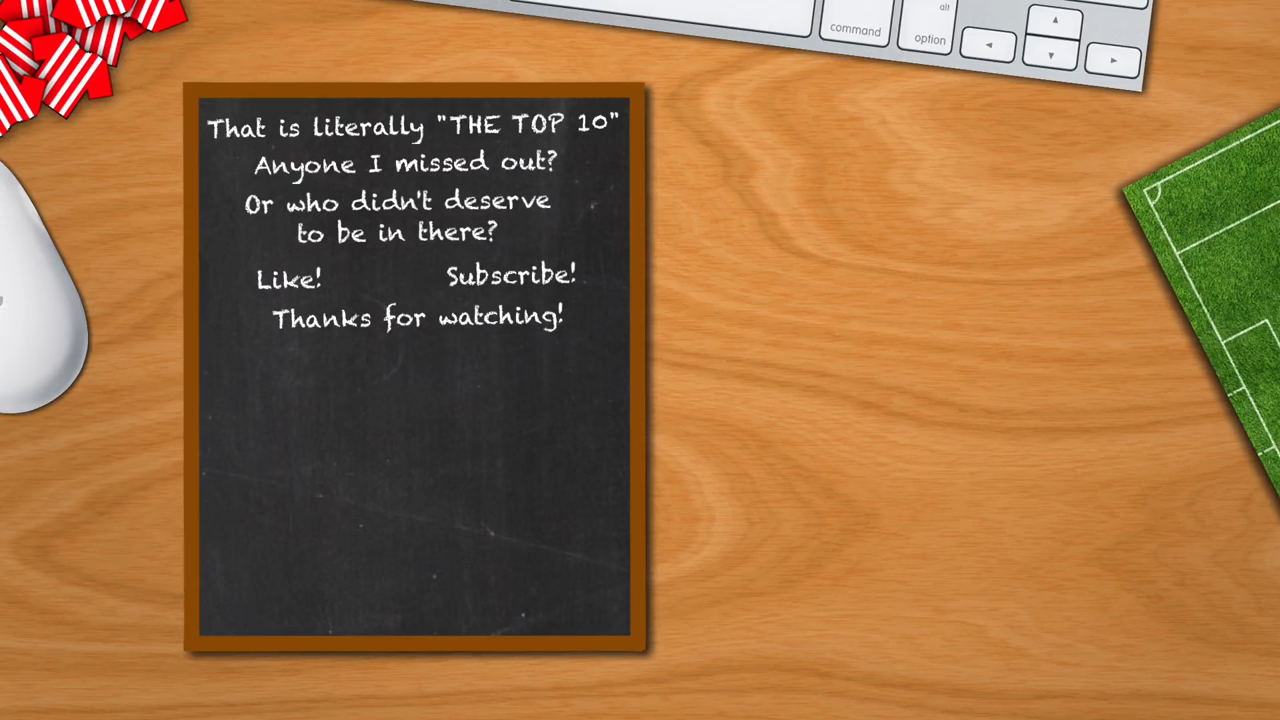 alt
command
option
That is literally "THE TOP 10"
Anyone I missed out?
Or who didn't deserve
to be in there?
Like! Subscribe!
Thanks for watching!